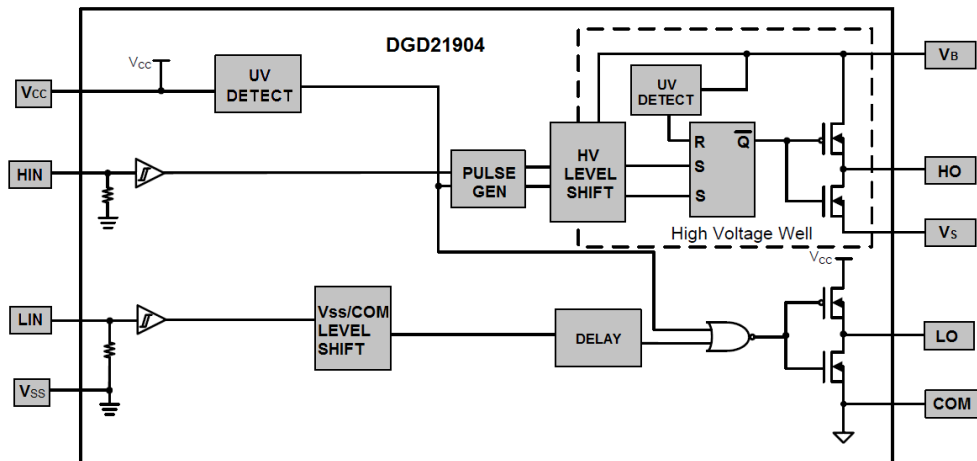 DGD21904
VCC
VCC
UV
DETECT
HIN
PULSE
GEN
HV
LEVEL
SHIFT
UV
DETECT
R
Q
S
S
High Voltage Well
VB
HO
VS
LIN
VSS
Vss/COM
LEVEL
SHIFT
DELAY
VCC
LO
COM